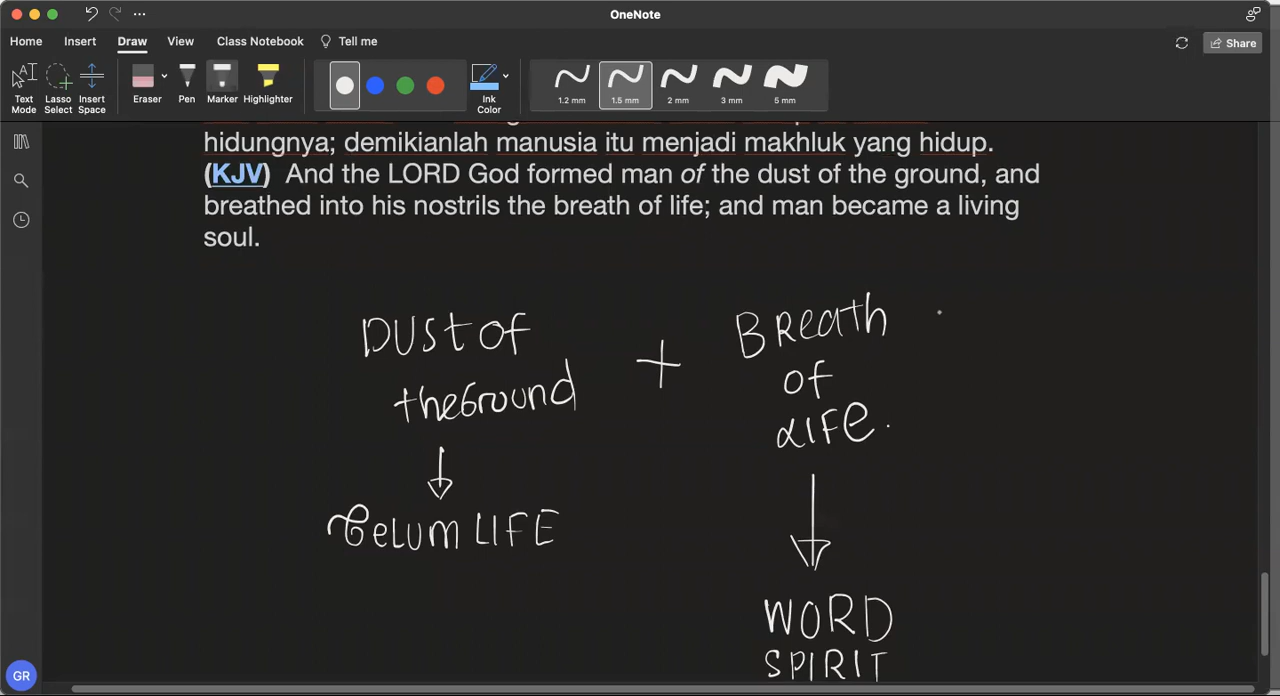 OneNote
Home Insert Draw View Class Notebook Tell me
Share
Text Mode
Lasso Select
Insert Space
Eraser
Pen
Marker
Highlighter
Ink Color
1.2 mm
1.5 mm
2 mm
3 mm
5 mm
hidungnya; demikianlah manusia itu menjadi makhluk yang hidup.
(KJV) And the LORD God formed man of the dust of the ground, and
breathed into his nostrils the breath of life; and man became a living
soul.
DUst of
theGround
BReath
of
LIFe.
+
BeLUM LIFE
WORD
SPIRIT
GR